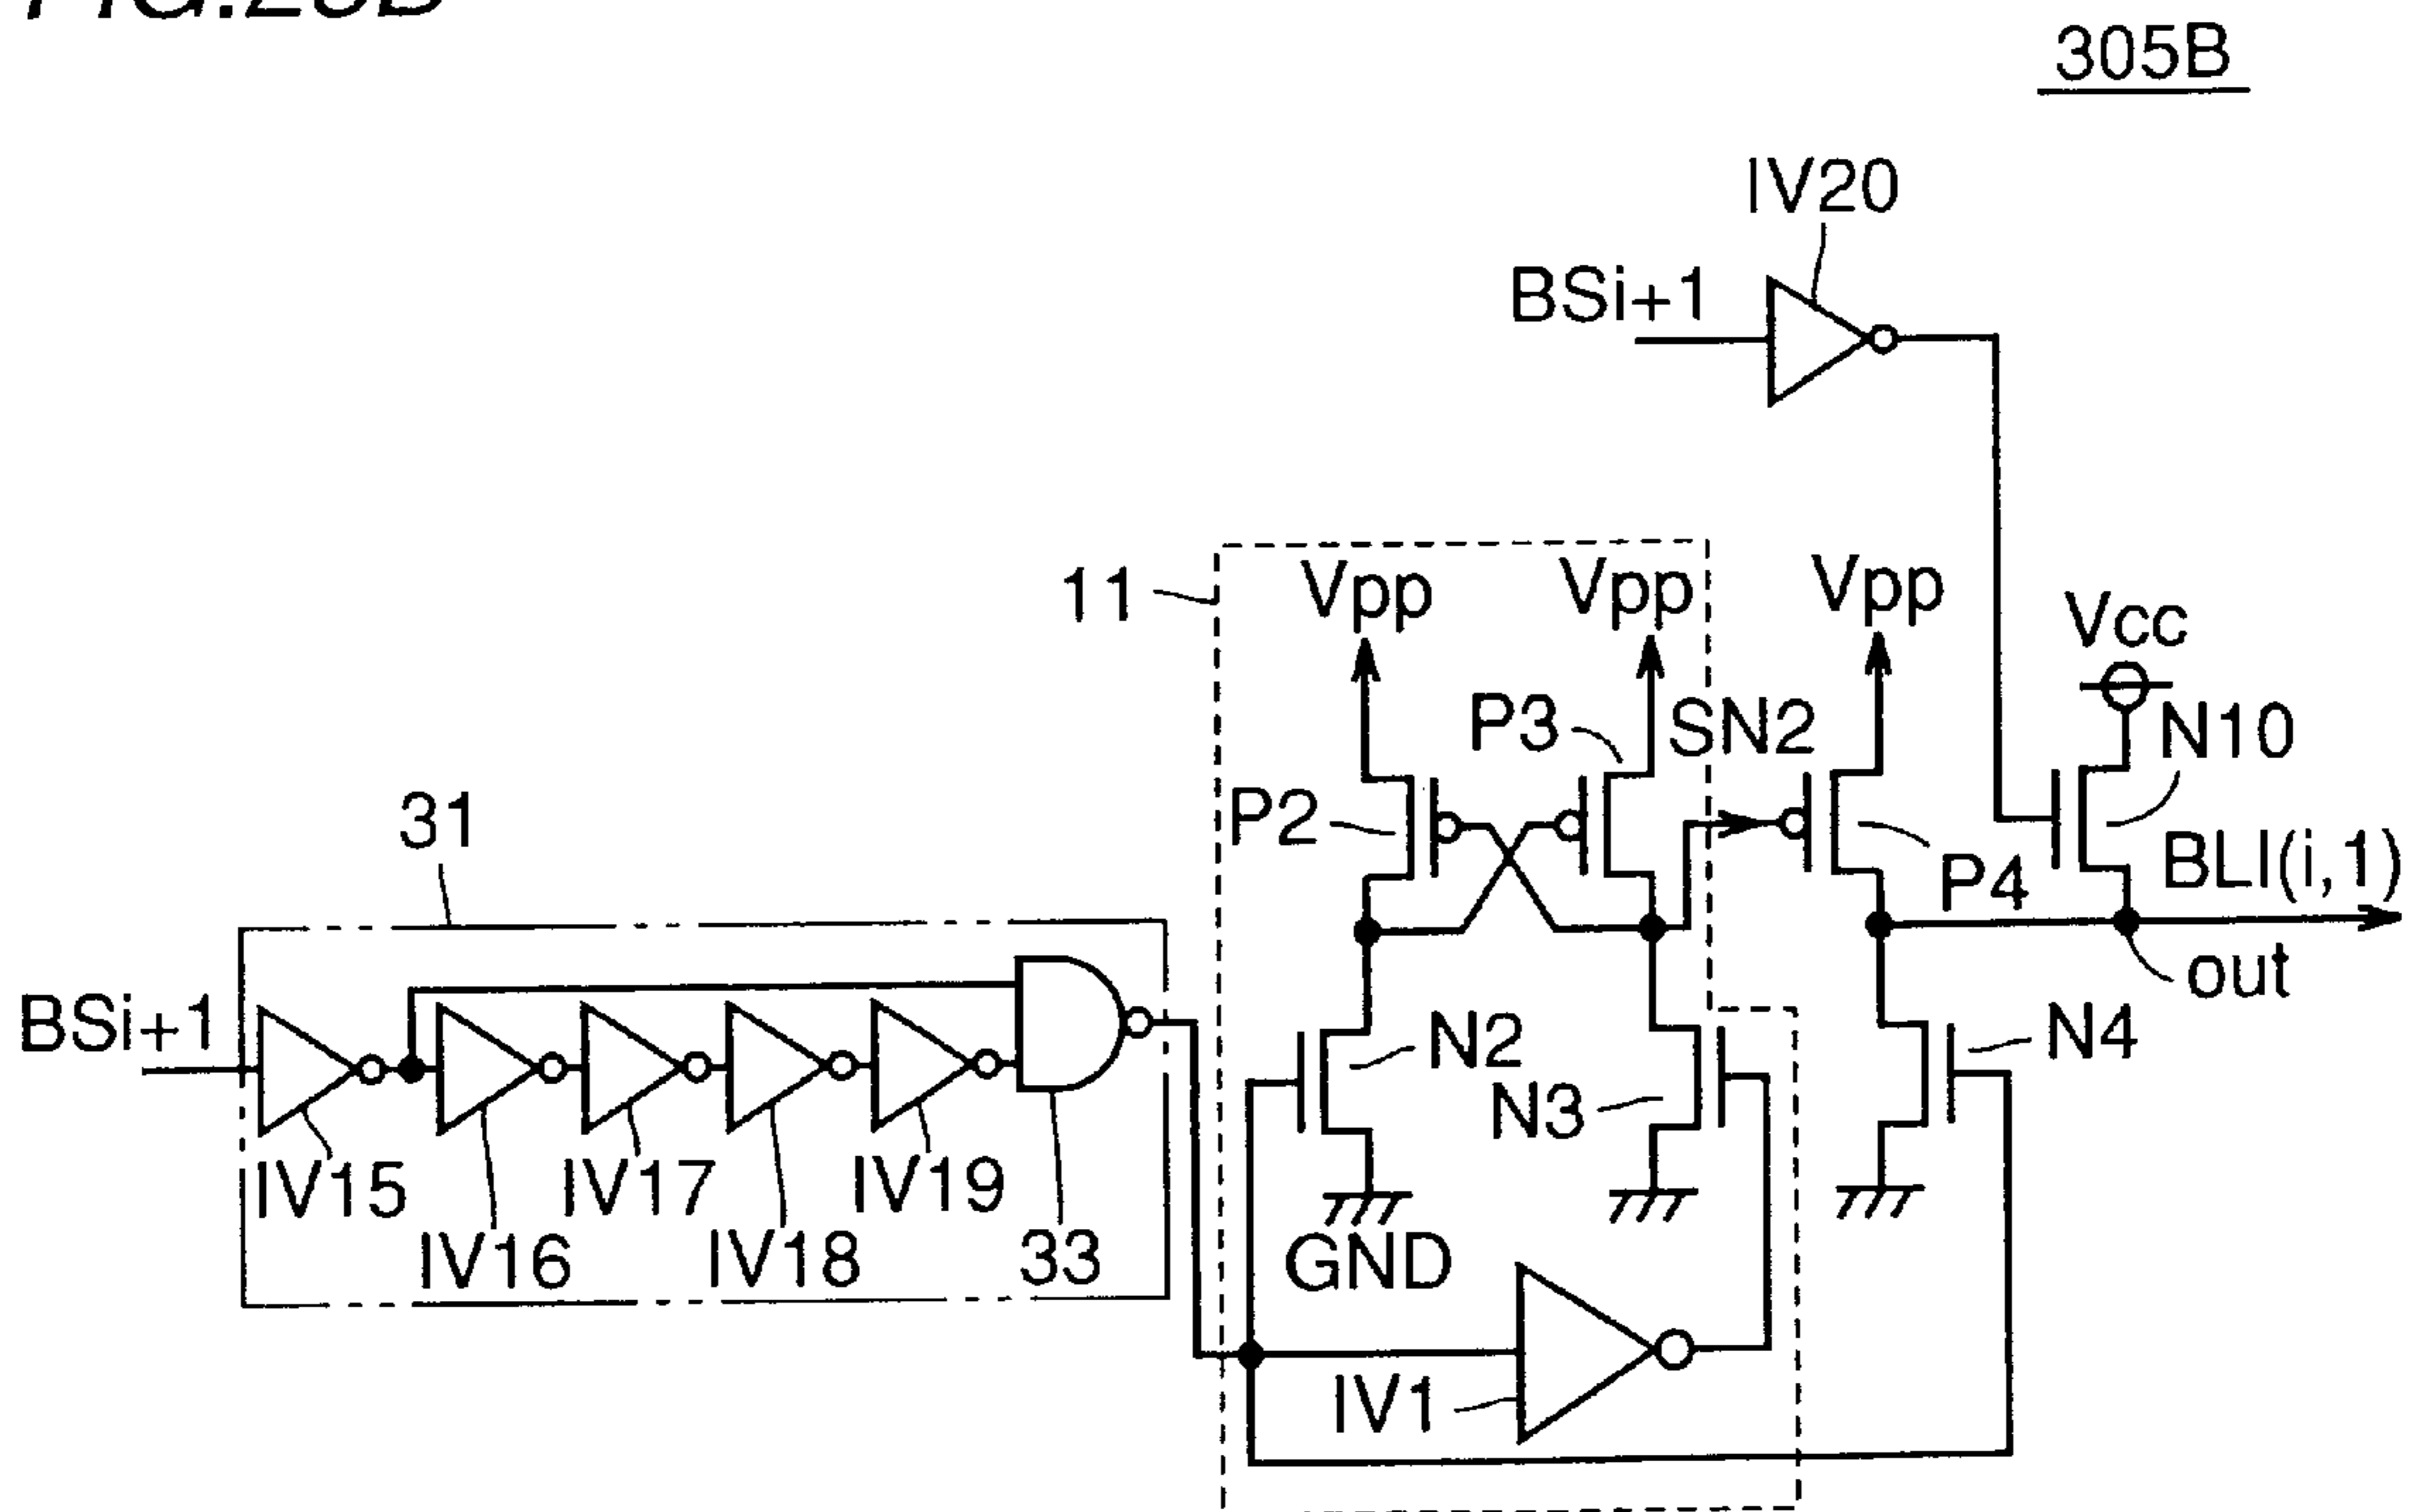 305B
IV20
BSi+1
11
Vpp
Vpp
Vpp
Vcc
P3
SN2
N10
P2
31
P4
BLI(i,1)
out
BSi+1
N2
N3
N4
IV15
IV17
IV19
IV16
IV18
33
GND
IV1